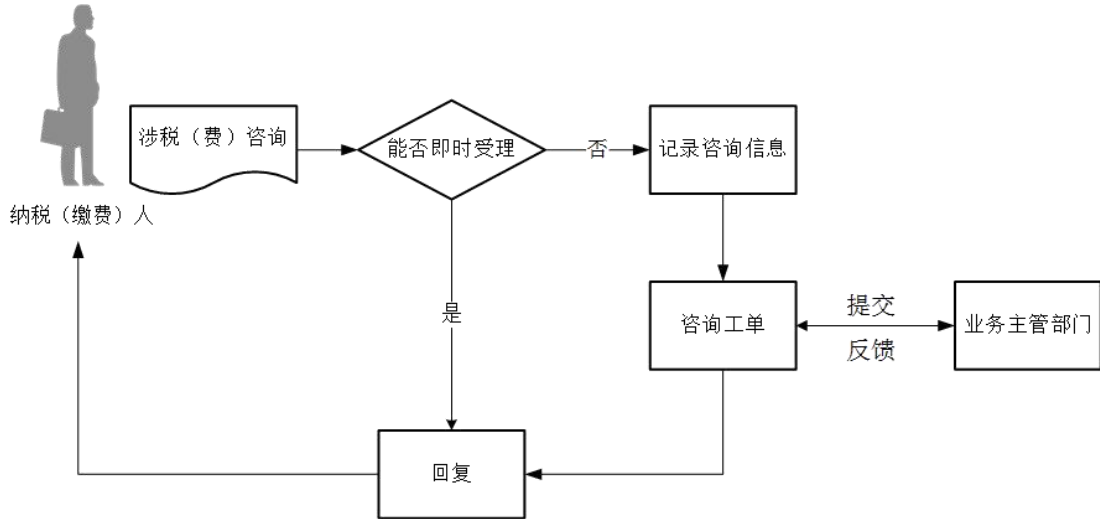 涉税（费）咨询
能否即时受理
否
记录咨询信息
纳税（缴费）人
是
咨询工单
提交
反馈
业务主管部门
回复